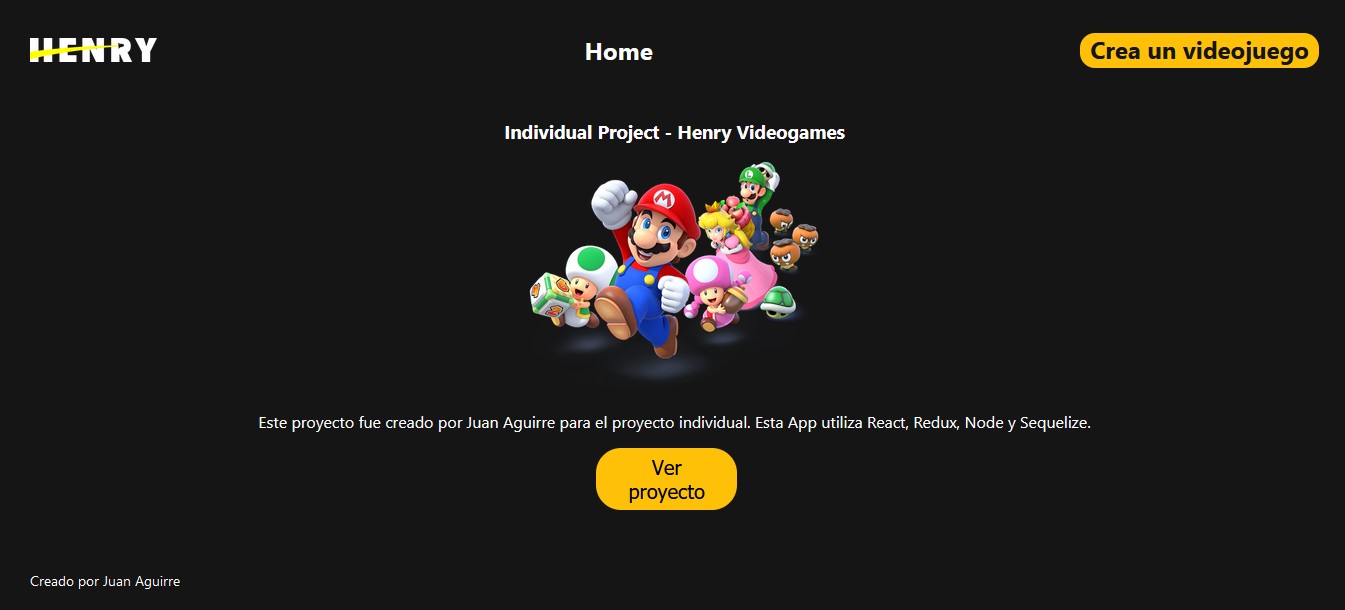 HENRY
Home
Crea un videojuego
Individual Project - Henry Videogames
M
L
Este proyecto fue creado por Juan Aguirre para el proyecto individual. Esta App utiliza React, Redux, Node y Sequelize.
Ver
proyecto
Creado por Juan Aguirre